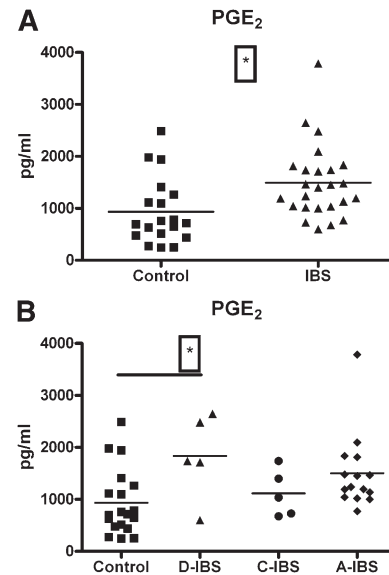 A
PGE2
*
4000
3000
2000
1000
0
pg/ml
Control IBS
B
PGE2
*
4000
3000
2000
1000
0
pg/ml
Control D-IBS C-IBS A-IBS